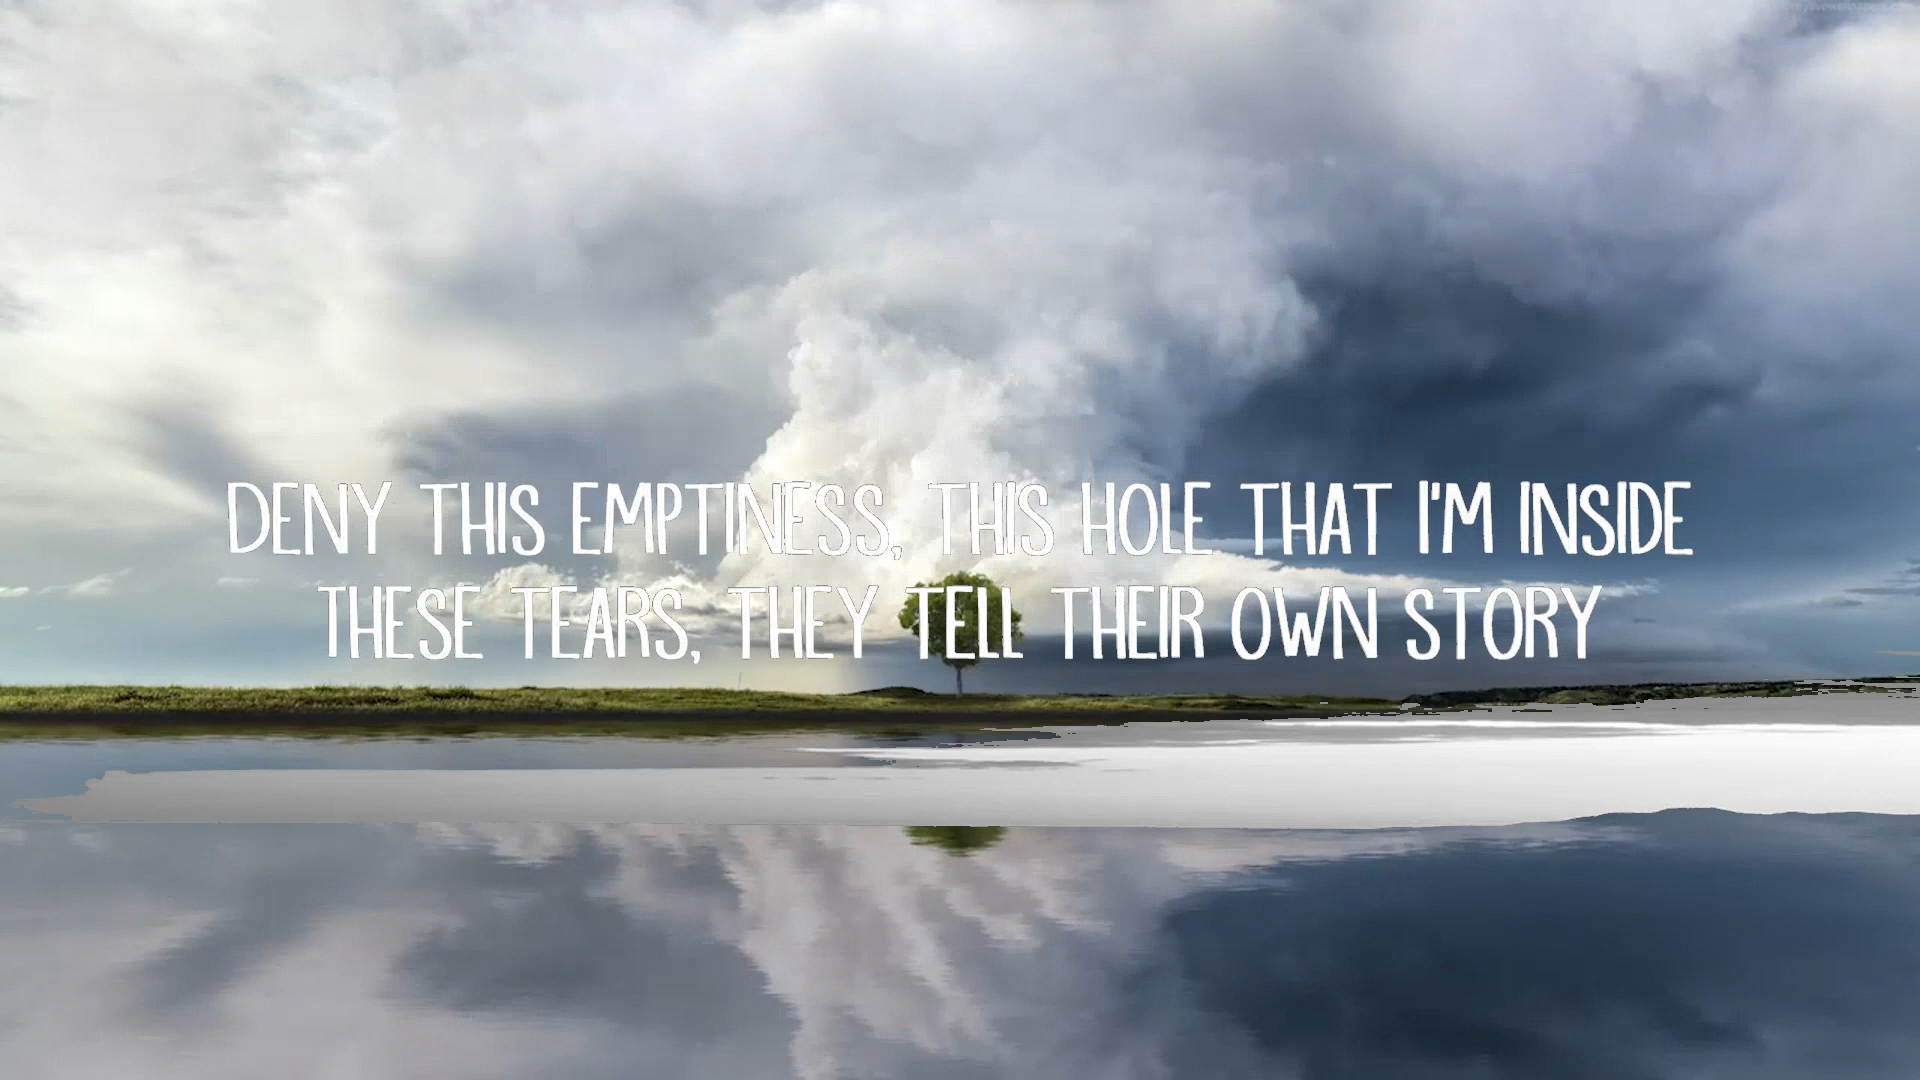 DENY THIS EMPTINESS, THIS HOLE THAT I'M INSIDE
THESE TEARS, THEY TELL THEIR OWN STORY